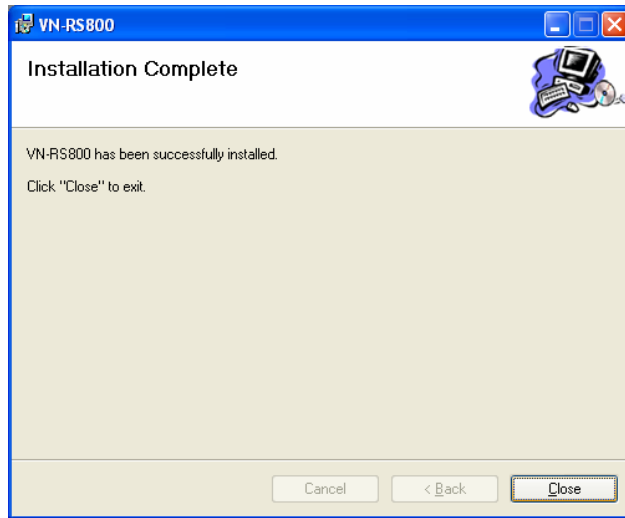 VN-RS800
Installation Complete
VN-RS800 has been successfully installed.
Click "Close" to exit.
Cancel
< Back
Close